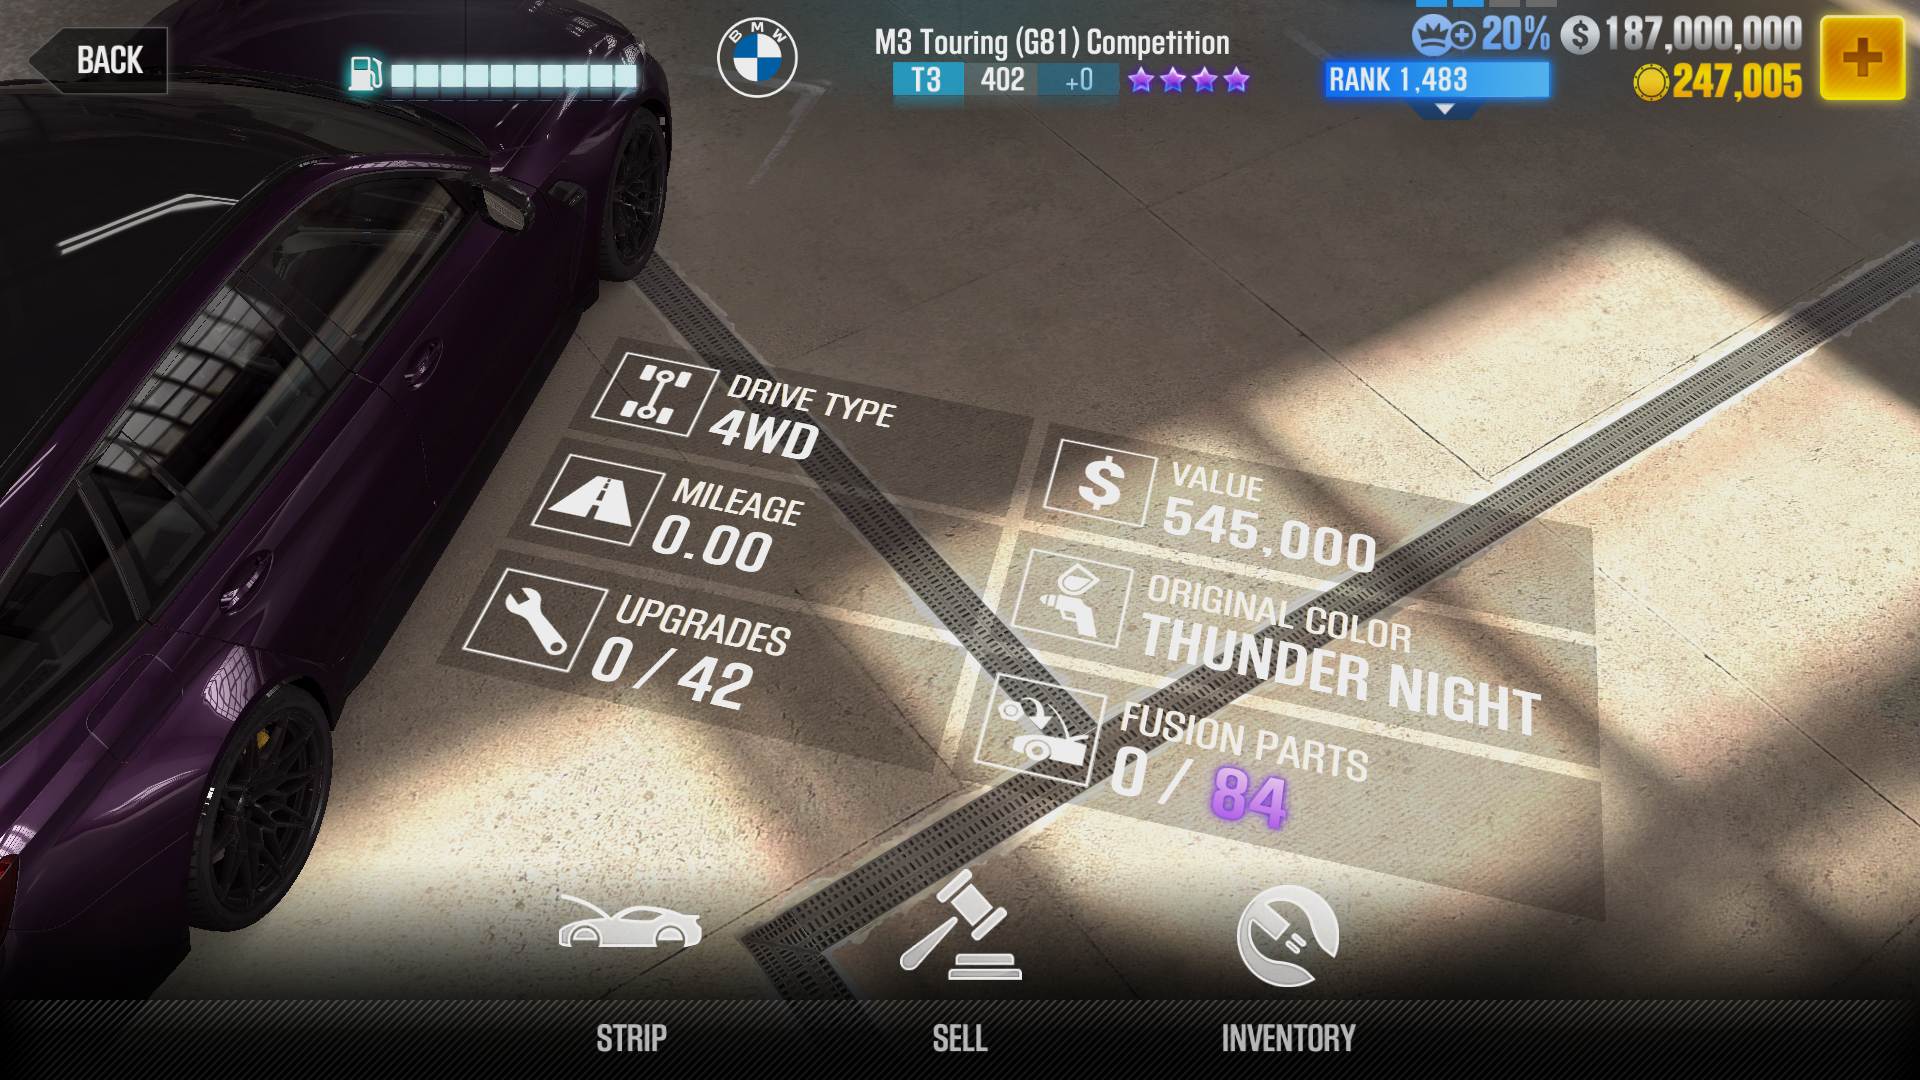 BACK
BMW
M3 Touring (G81) Competition
T3 402 +0
20%
187,000,000
RANK 1,483
247,005
DRIVE TYPE
4WD
MILEAGE
0.00
UPGRADES
0 / 42
VALUE
545,000
ORIGINAL COLOR
THUNDER NIGHT
FUSION PARTS
0 / 84
STRIP
SELL
INVENTORY